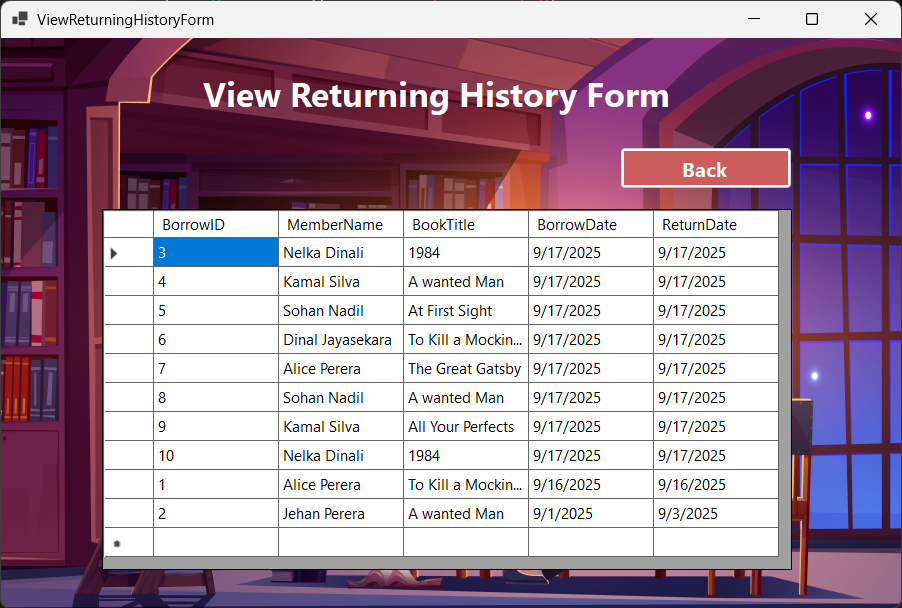 ViewReturningHistoryForm
View Returning History Form
Back
BorrowID MemberName BookTitle BorrowDate ReturnDate
3 Nelka Dinali 1984 9/17/2025 9/17/2025
4 Kamal Silva A wanted Man 9/17/2025 9/17/2025
5 Sohan Nadil At First Sight 9/17/2025 9/17/2025
6 Dinal Jayasekara To Kill a Mockin... 9/17/2025 9/17/2025
7 Alice Perera The Great Gatsby 9/17/2025 9/17/2025
8 Sohan Nadil A wanted Man 9/17/2025 9/17/2025
9 Kamal Silva All Your Perfects 9/17/2025 9/17/2025
10 Nelka Dinali 1984 9/17/2025 9/17/2025
1 Alice Perera To Kill a Mockin... 9/16/2025 9/16/2025
2 Jehan Perera A wanted Man 9/1/2025 9/3/2025